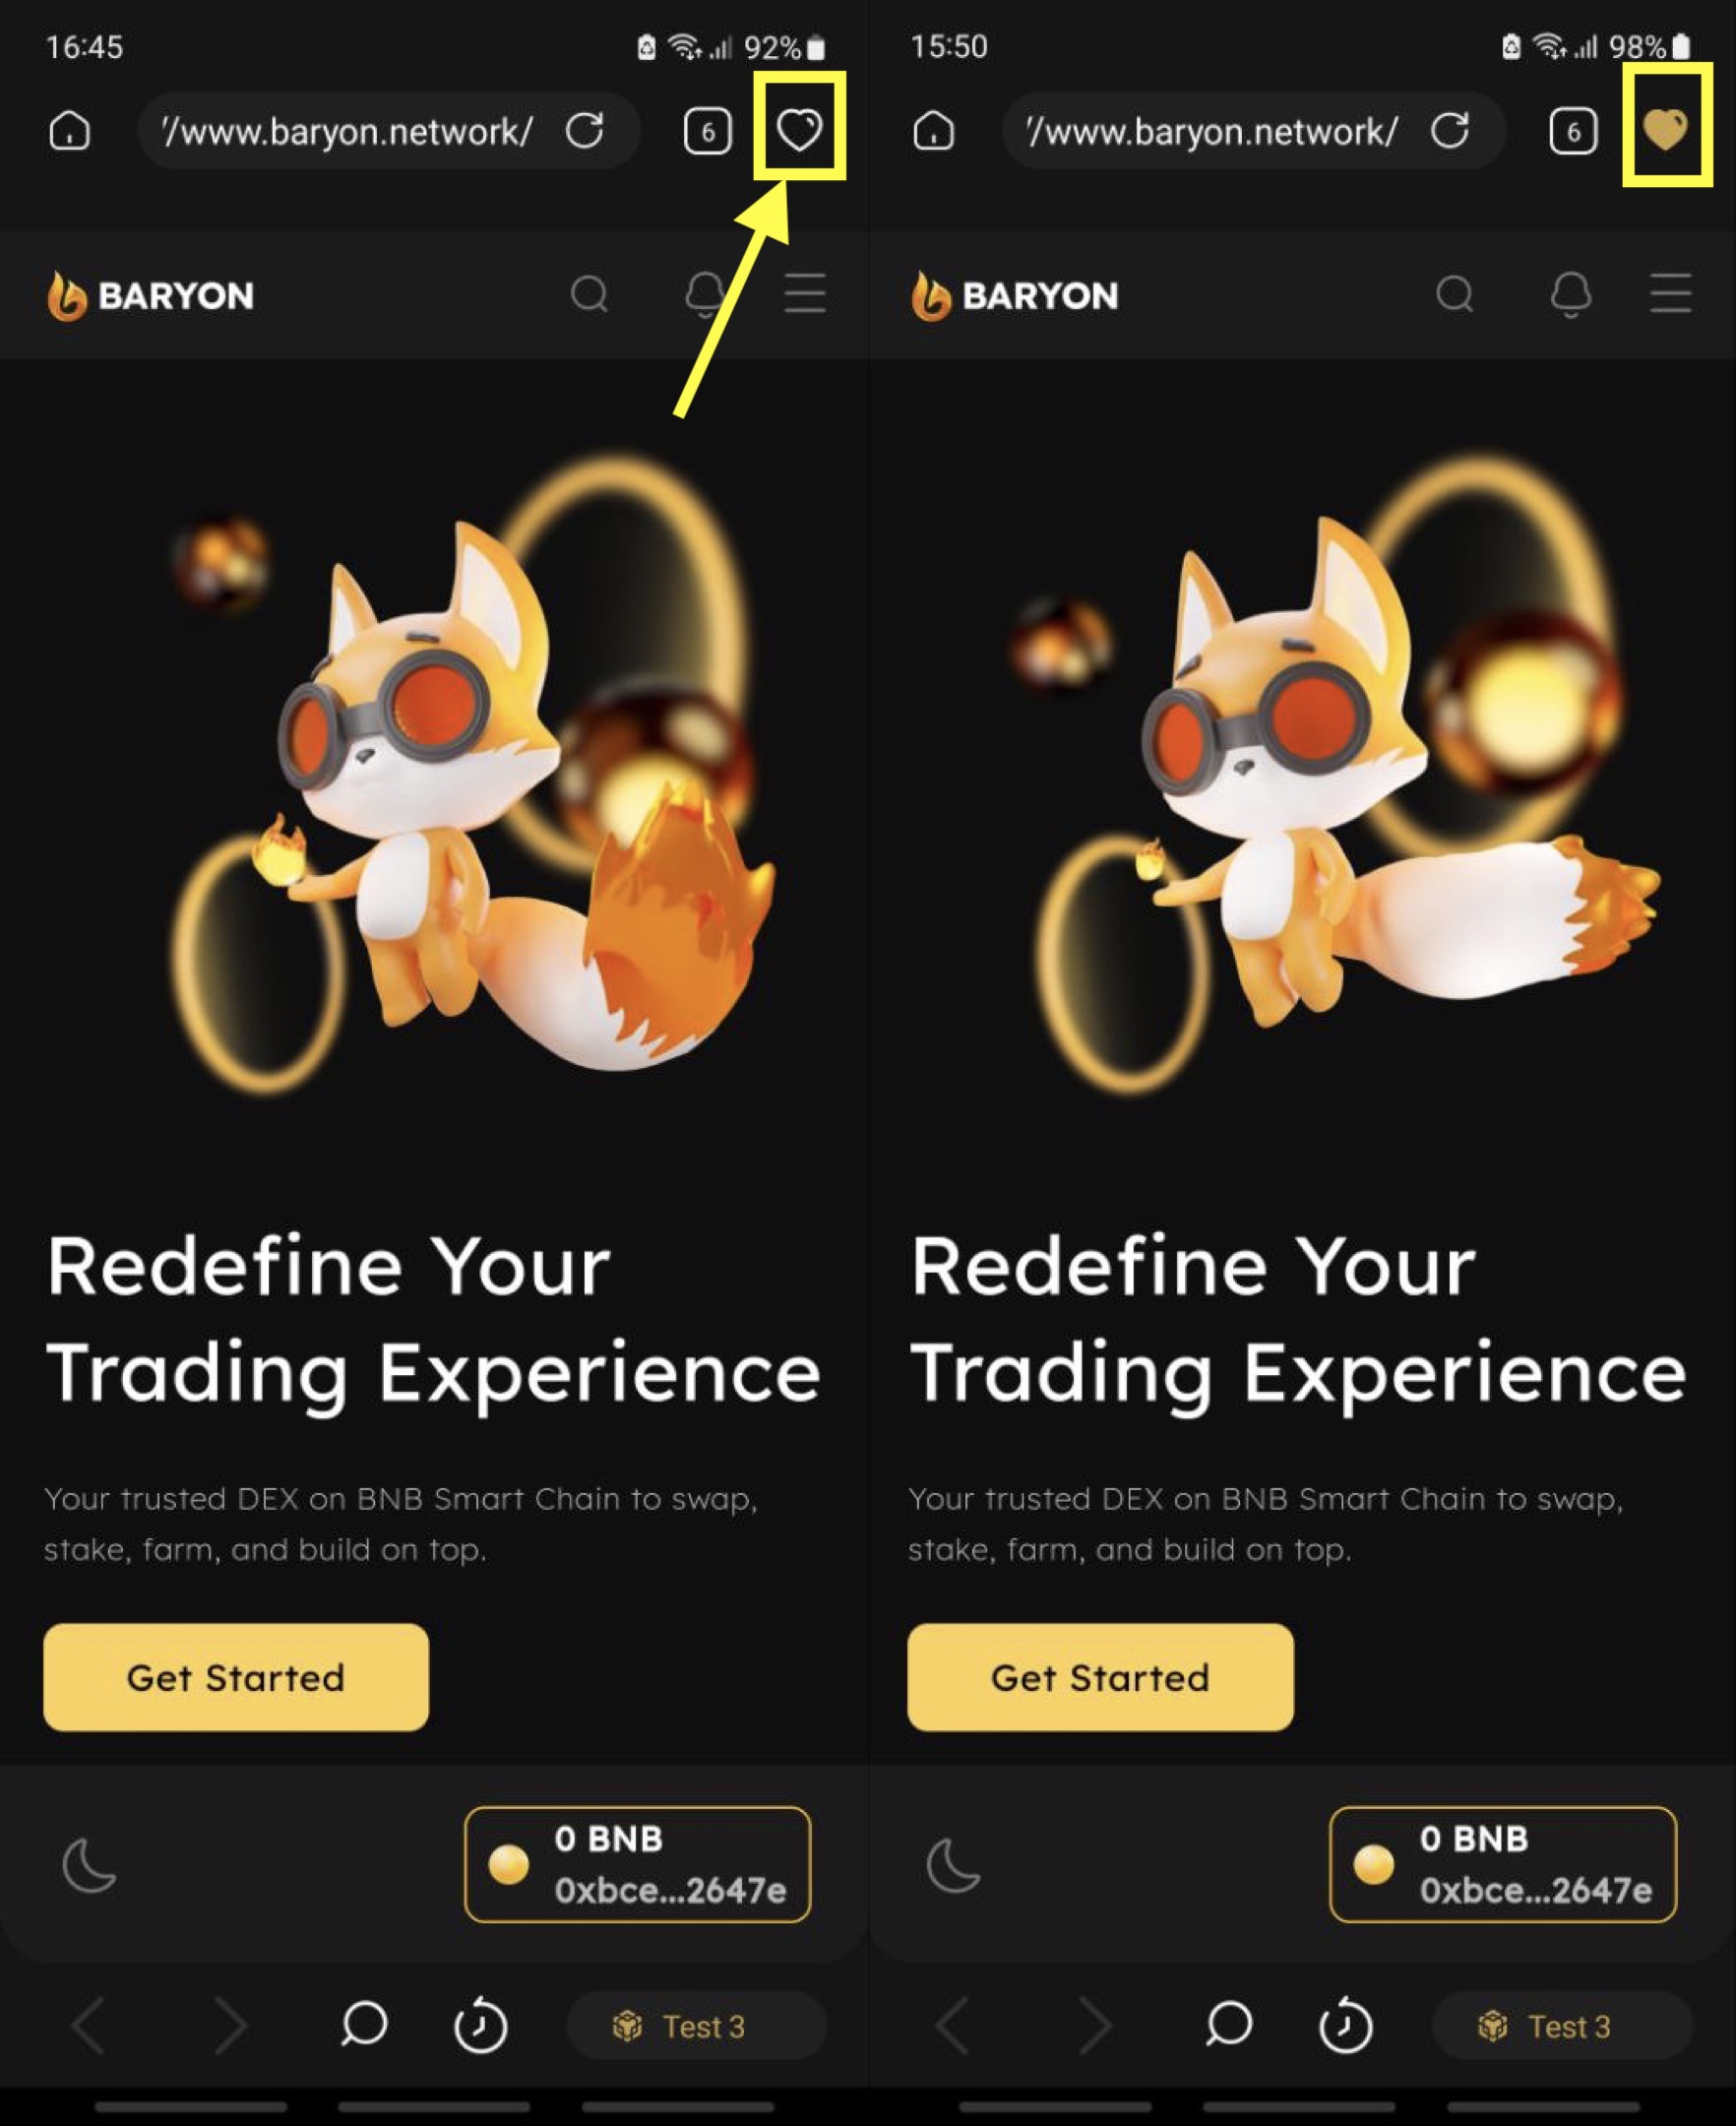 16:45
92%
//www.baryon.network/
6
BARYON
Redefine Your
Trading Experience
Your trusted DEX on BNB Smart Chain to swap,
stake, farm, and build on top.
Get Started
0 BNB
0xbce...2647e
Test 3
15:50
98%
//www.baryon.network/
6
BARYON
Redefine Your
Trading Experience
Your trusted DEX on BNB Smart Chain to swap,
stake, farm, and build on top.
Get Started
0 BNB
0xbce...2647e
Test 3